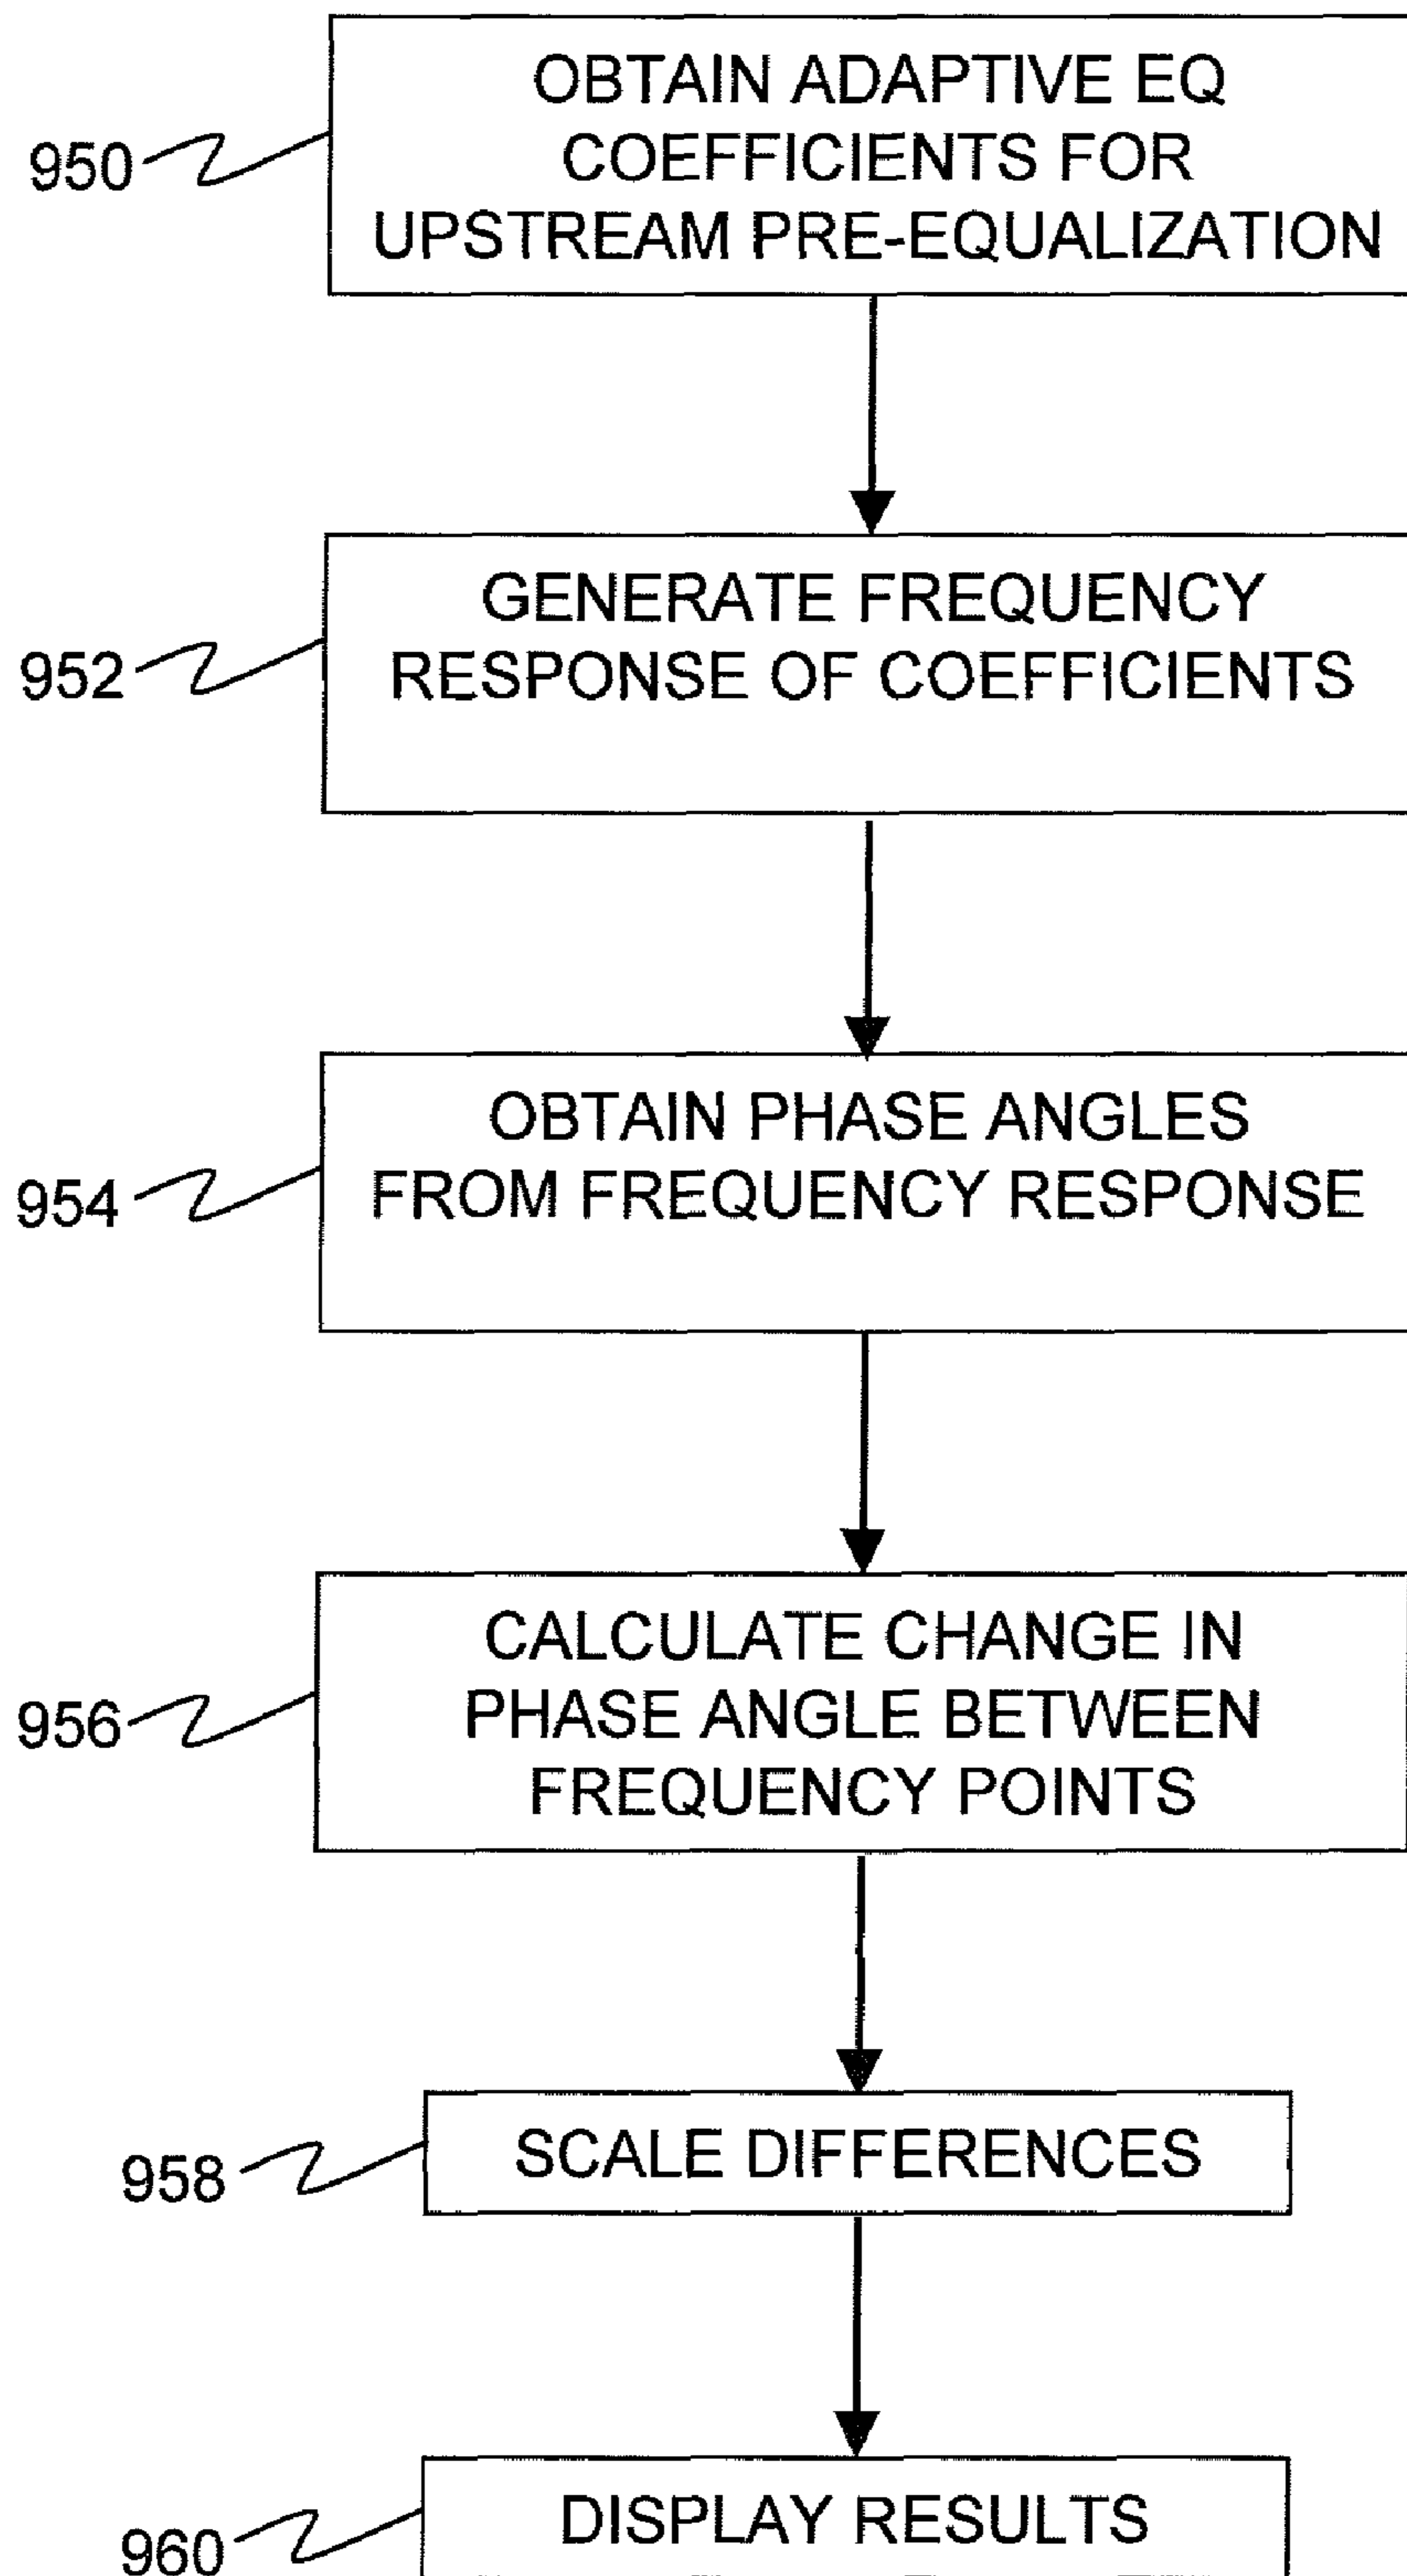 OBTAIN ADAPTIVE EQ
COEFFICIENTS FOR
UPSTREAM PRE-EQUALIZATION
950
GENERATE FREQUENCY
RESPONSE OF COEFFICIENTS
952
OBTAIN PHASE ANGLES
FROM FREQUENCY RESPONSE
954
CALCULATE CHANGE IN
PHASE ANGLE BETWEEN
FREQUENCY POINTS
956
SCALE DIFFERENCES
958
DISPLAY RESULTS
960